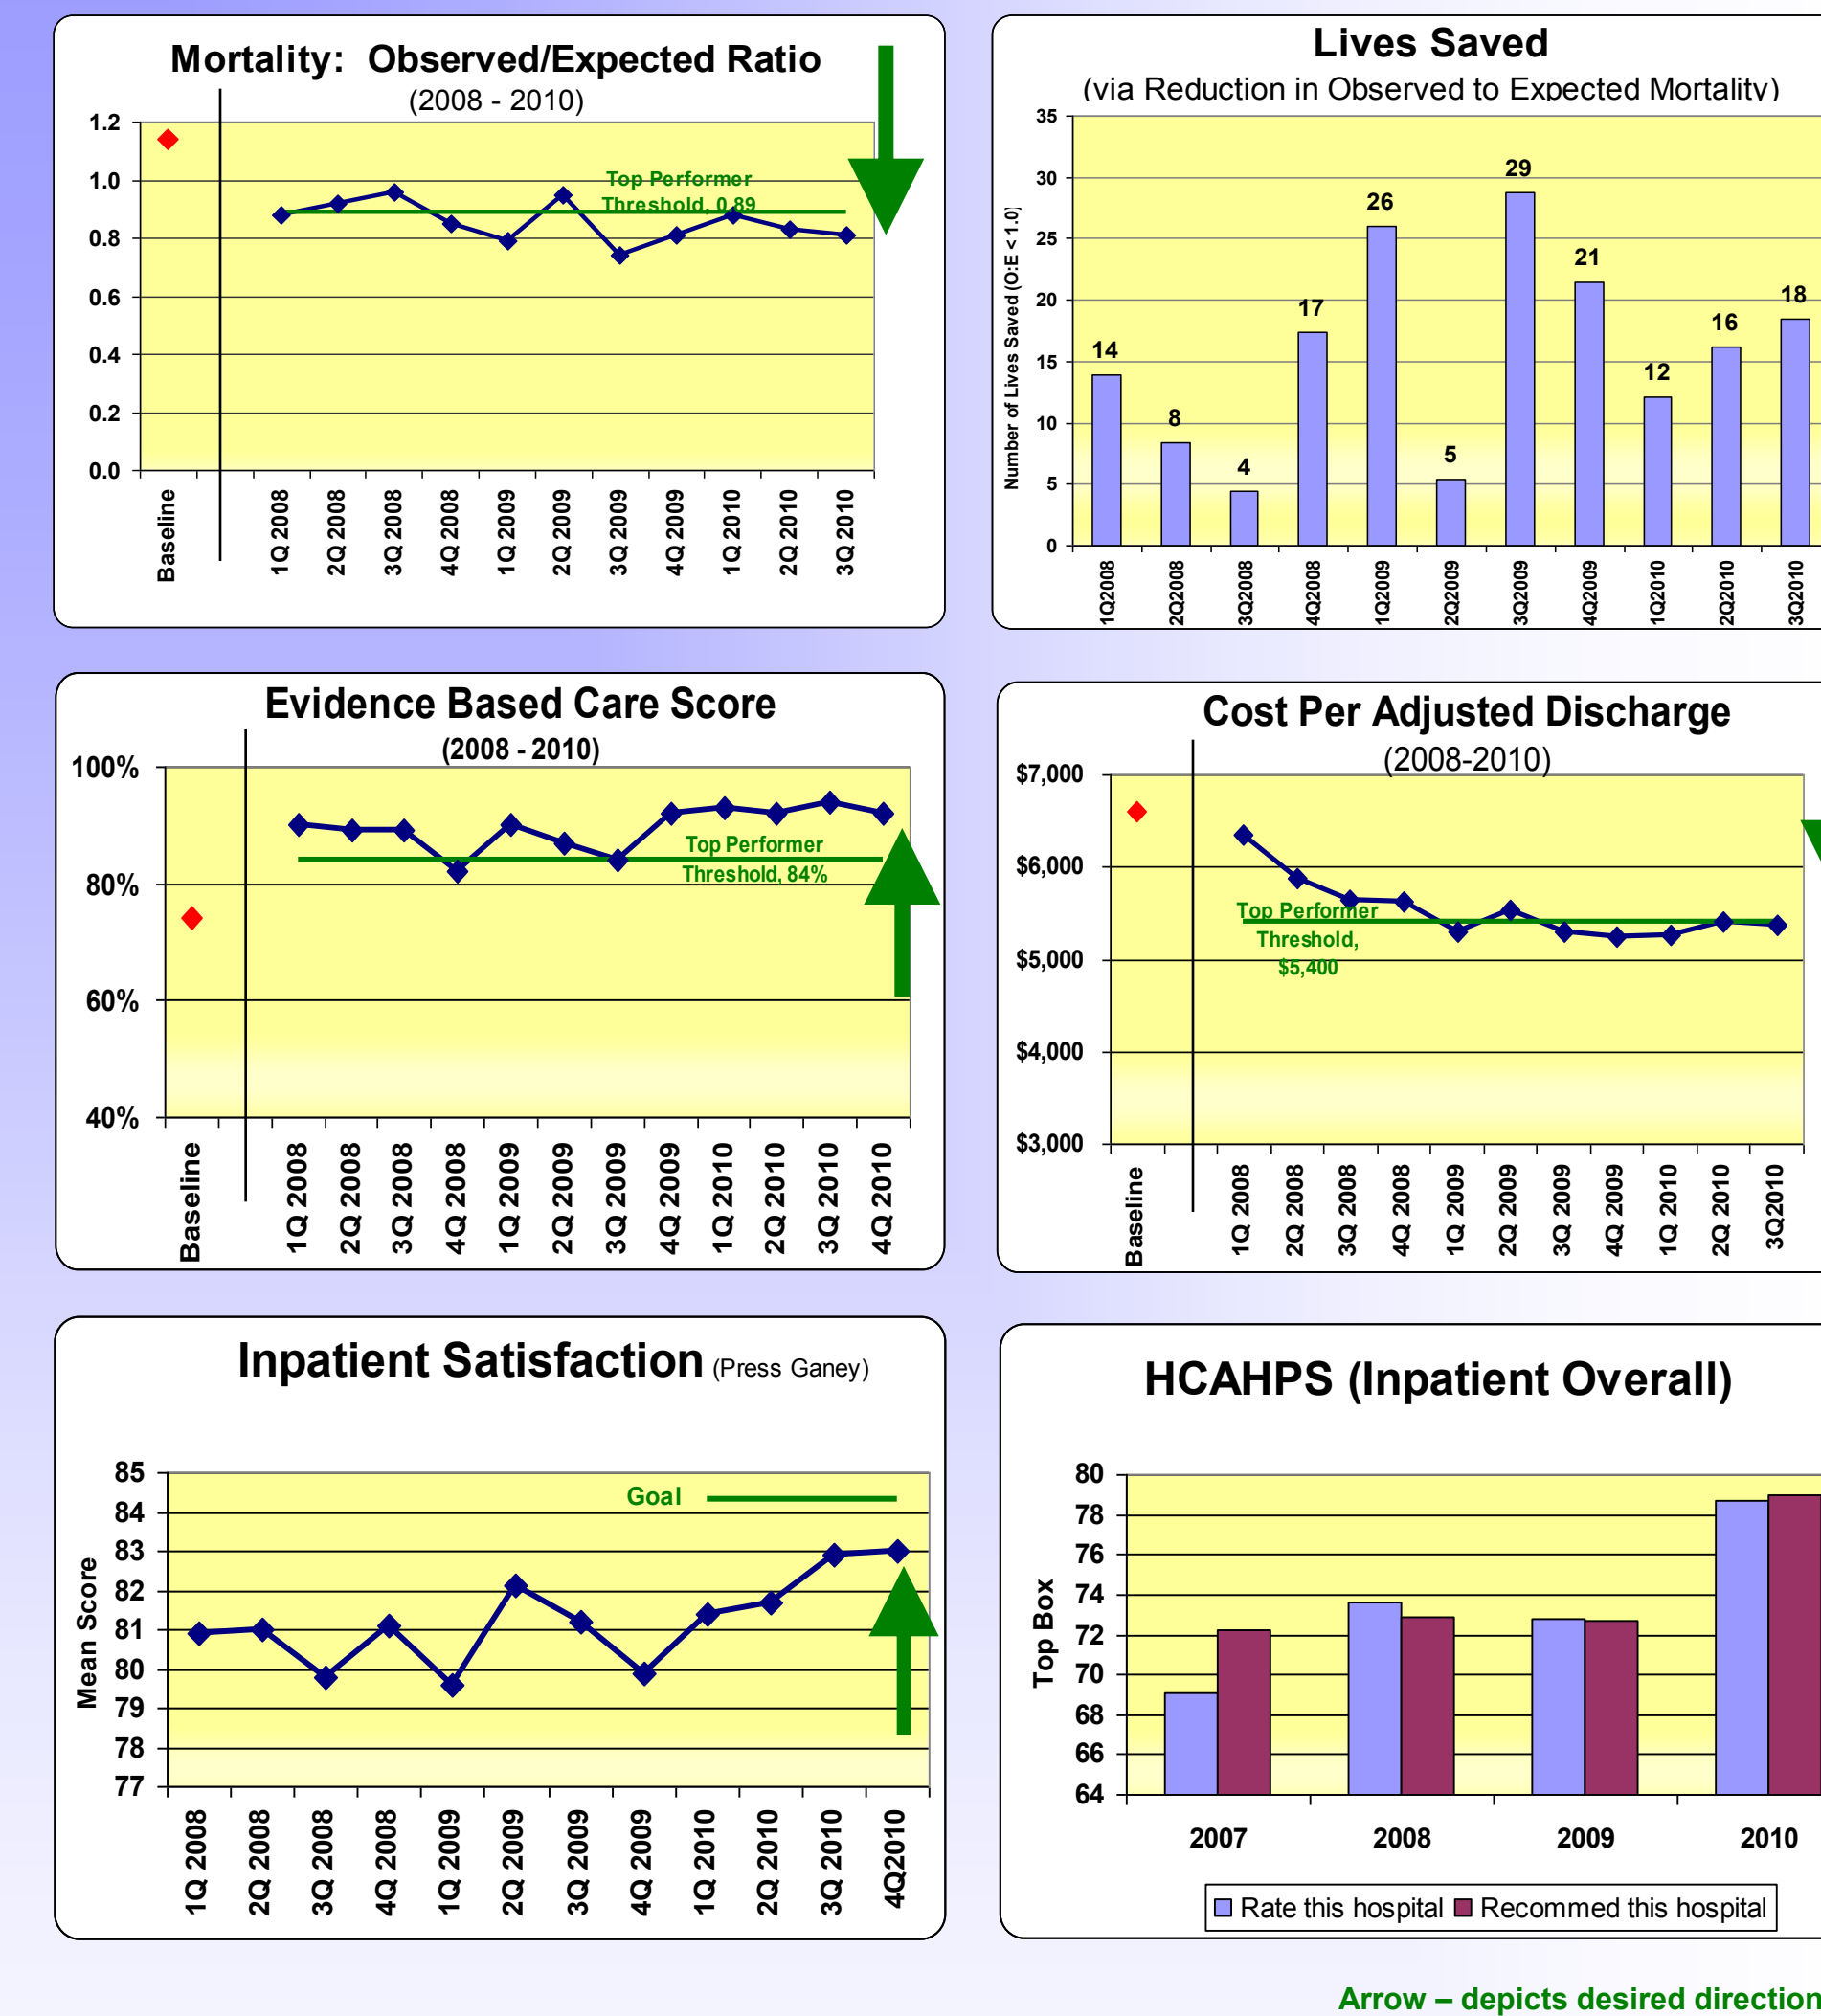 Mortality:  Observed/Expected Ratio
(2008 - 2010)
1.2
1.0
0.8
0.6
0.4
0.2
0.0
Top Performer
Threshold, 0.89
Baseline
1Q 2008
2Q 2008
3Q 2008
4Q 2008
1Q 2009
2Q 2009
3Q 2009
4Q 2009
1Q 2010
2Q 2010
3Q 2010
Lives Saved
(via Reduction in Observed to Expected Mortality)
Number of Lives Saved (O:E < 1.0)
35
30
25
20
15
10
5
0
14
8
4
17
26
5
29
21
12
16
18
1Q2008
2Q2008
3Q2008
4Q2008
1Q2009
2Q2009
3Q2009
4Q2009
1Q2010
2Q2010
3Q2010
Evidence Based Care Score
(2008 - 2010)
100%
80%
60%
40%
Top Performer
Threshold, 84%
Baseline
1Q 2008
2Q 2008
3Q 2008
4Q 2008
1Q 2009
2Q 2009
3Q 2009
4Q 2009
1Q 2010
2Q 2010
3Q 2010
4Q 2010
Cost Per Adjusted Discharge
(2008-2010)
$7,000
$6,000
$5,000
$4,000
$3,000
Top Performer
Threshold,
$5,400
Baseline
1Q 2008
2Q 2008
3Q 2008
4Q 2008
1Q 2009
2Q 2009
3Q 2009
4Q 2009
1Q 2010
2Q 2010
3Q2010
Inpatient Satisfaction (Press Ganey)
Mean Score
85
84
83
82
81
80
79
78
77
Goal
1Q 2008
2Q 2008
3Q 2008
4Q 2008
1Q 2009
2Q 2009
3Q 2009
4Q 2009
1Q 2010
2Q 2010
3Q 2010
4Q2010
HCAHPS (Inpatient Overall)
Top Box
80
78
76
74
72
70
68
66
64
2007
2008
2009
2010
Rate this hospital
Recommed this hospital
Arrow – depicts desired direction